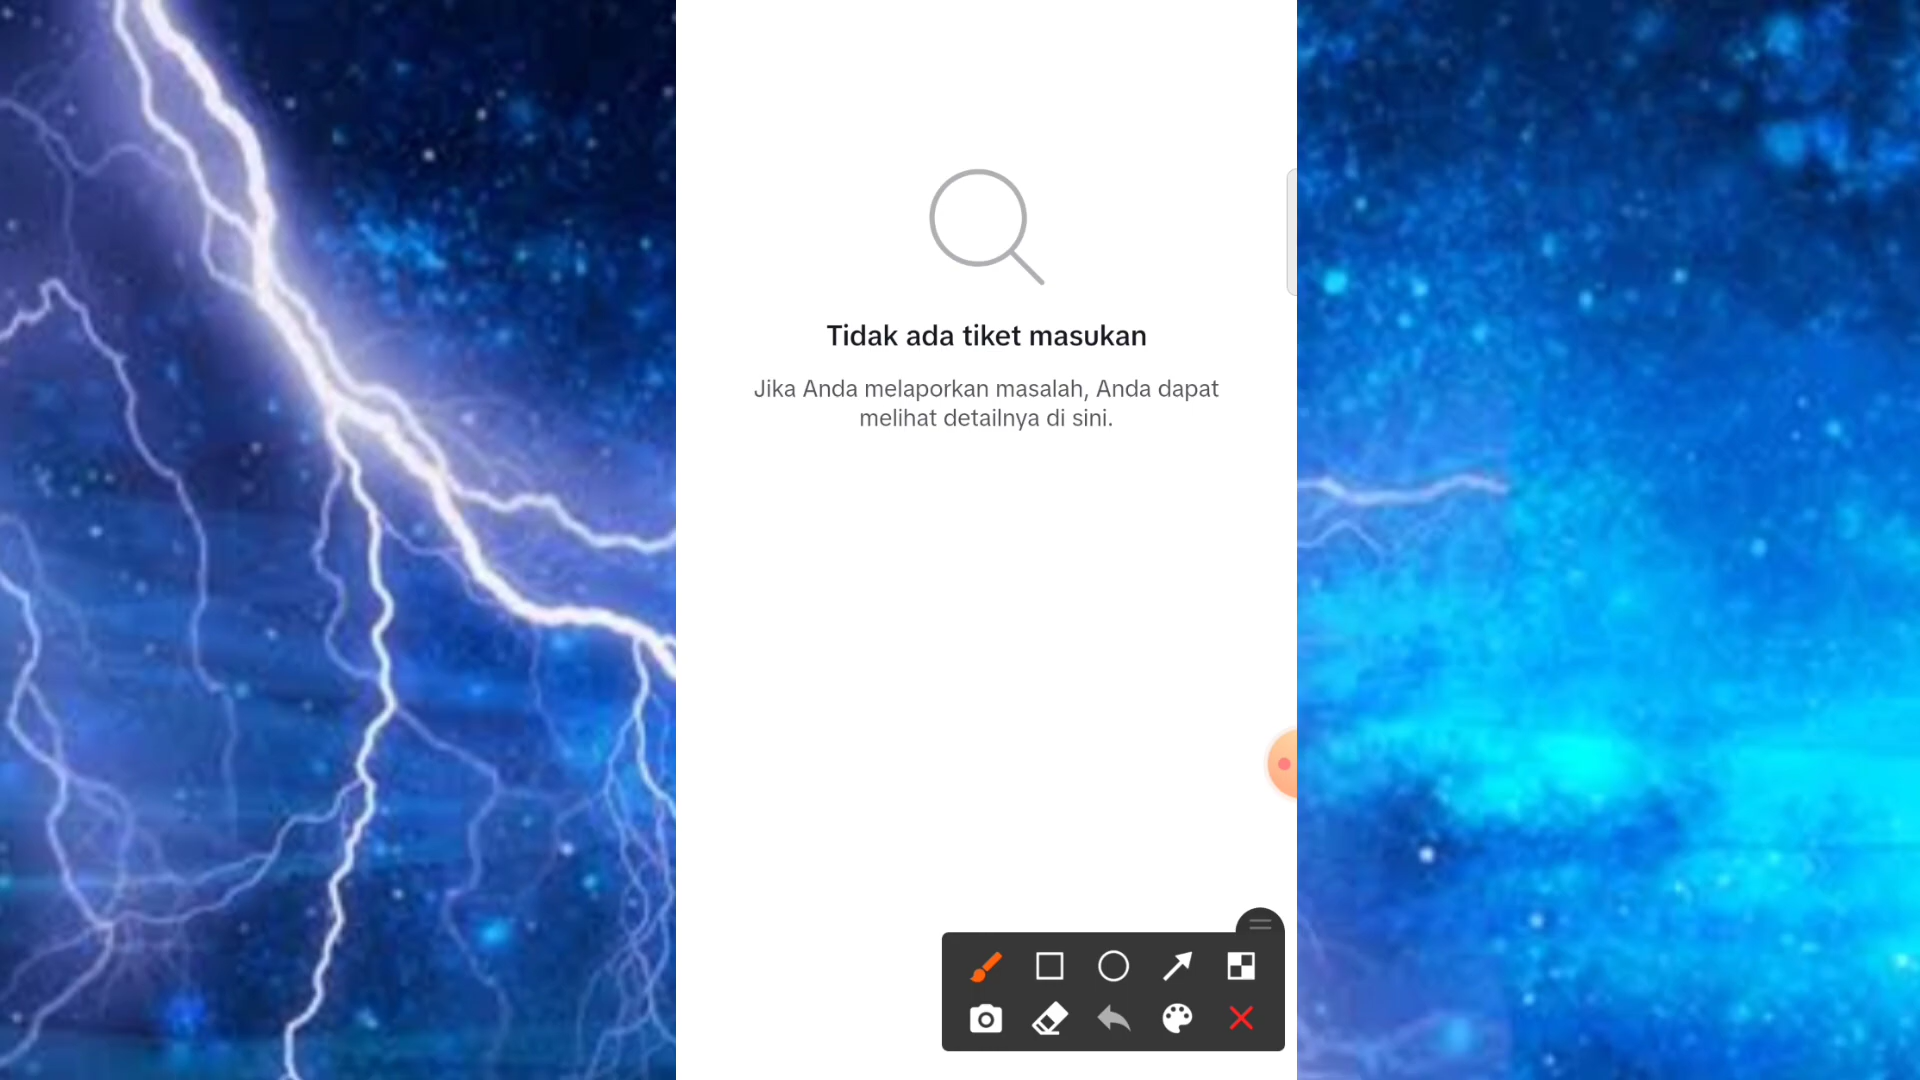 Tidak ada tiket masukan
Jika Anda melaporkan masalah, Anda dapat
melihat detailnya di sini.